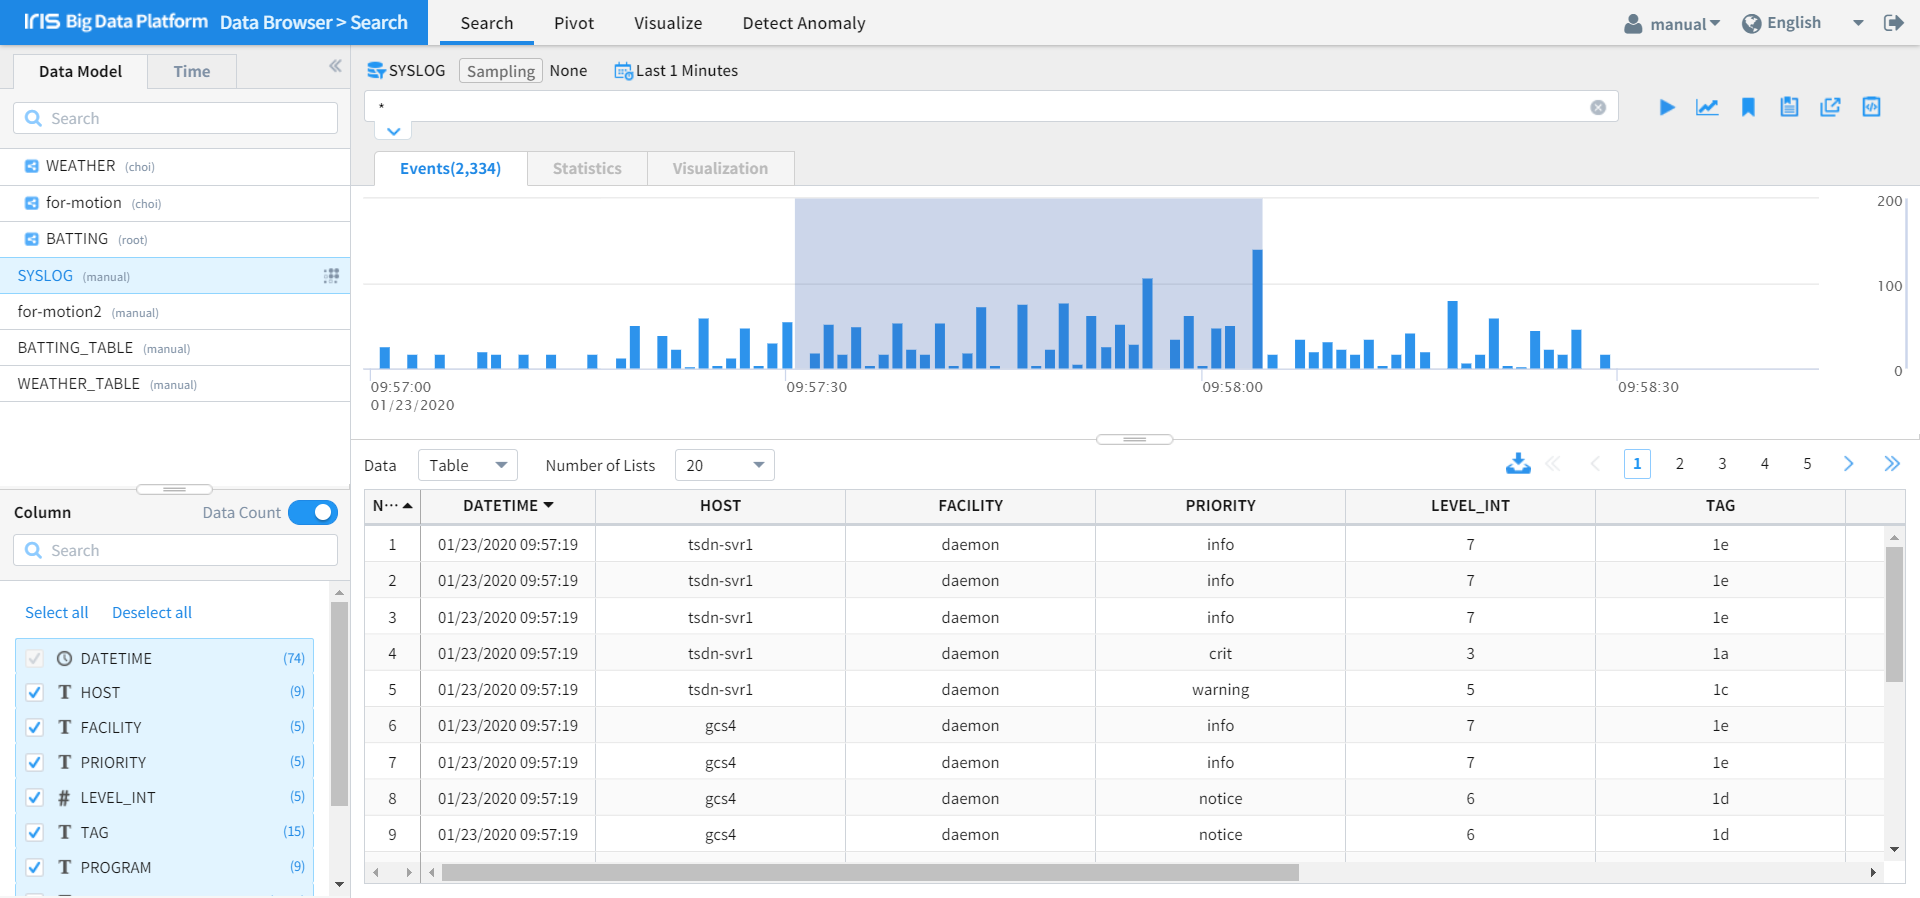 IRIS Big Data Platform Data Browser > Search
Search Pivot Visualize Detect Anomaly
manual English
Data Model Time
Search
WEATHER (choi)
for-motion (choi)
BATTING (root)
SYSLOG (manual)
for-motion2 (manual)
BATTING_TABLE (manual)
WEATHER_TABLE (manual)
Column Data Count
Search
Select all Deselect all
DATETIME (74)
HOST (9)
FACILITY (5)
PRIORITY (5)
# LEVEL_INT (5)
TAG (15)
PROGRAM (9)
SYSLOG Sampling None Last 1 Minutes
*
Events(2,334) Statistics Visualization
200
100
0
09:57:00 09:57:30 09:58:00 09:58:30
01/23/2020
Data Table Number of Lists 20 1 2 3 4 5
N··· DATETIME HOST FACILITY PRIORITY LEVEL_INT TAG
1 01/23/2020 09:57:19 tsdn-svr1 daemon info 7 1e
2 01/23/2020 09:57:19 tsdn-svr1 daemon info 7 1e
3 01/23/2020 09:57:19 tsdn-svr1 daemon info 7 1e
4 01/23/2020 09:57:19 tsdn-svr1 daemon crit 3 1a
5 01/23/2020 09:57:19 tsdn-svr1 daemon warning 5 1c
6 01/23/2020 09:57:19 gcs4 daemon info 7 1e
7 01/23/2020 09:57:19 gcs4 daemon info 7 1e
8 01/23/2020 09:57:19 gcs4 daemon notice 6 1d
9 01/23/2020 09:57:19 gcs4 daemon notice 6 1d